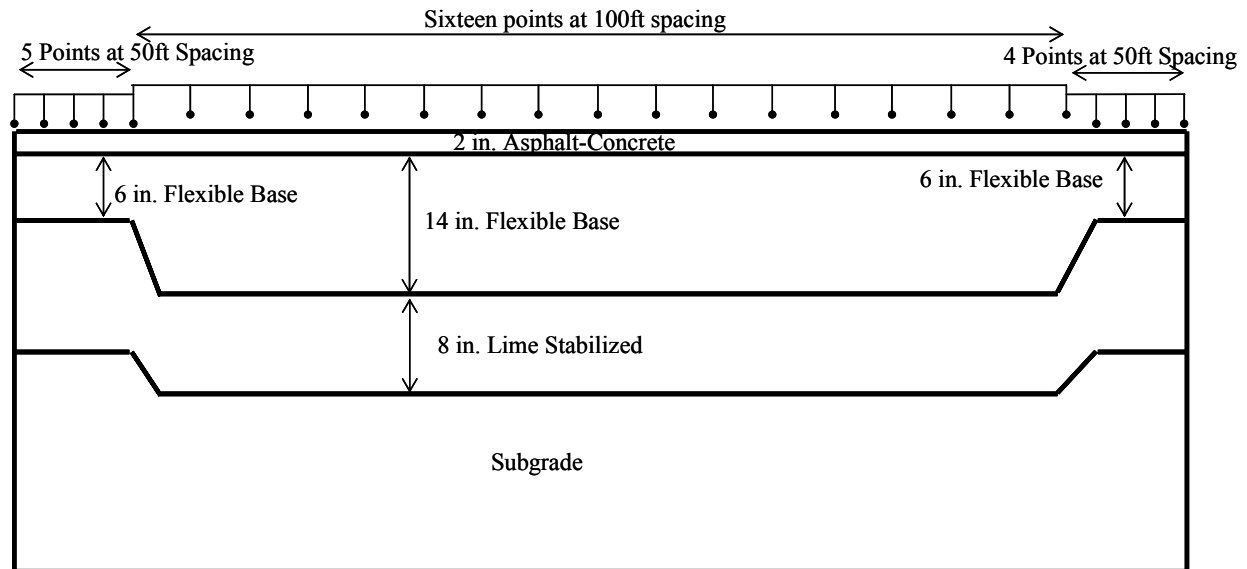 Sixteen points at 100ft spacing
5 Points at 50ft Spacing
4 Points at 50ft Spacing
2 in. Asphalt-Concrete
6 in. Flexible Base
6 in. Flexible Base
14 in. Flexible Base
8 in. Lime Stabilized
Subgrade